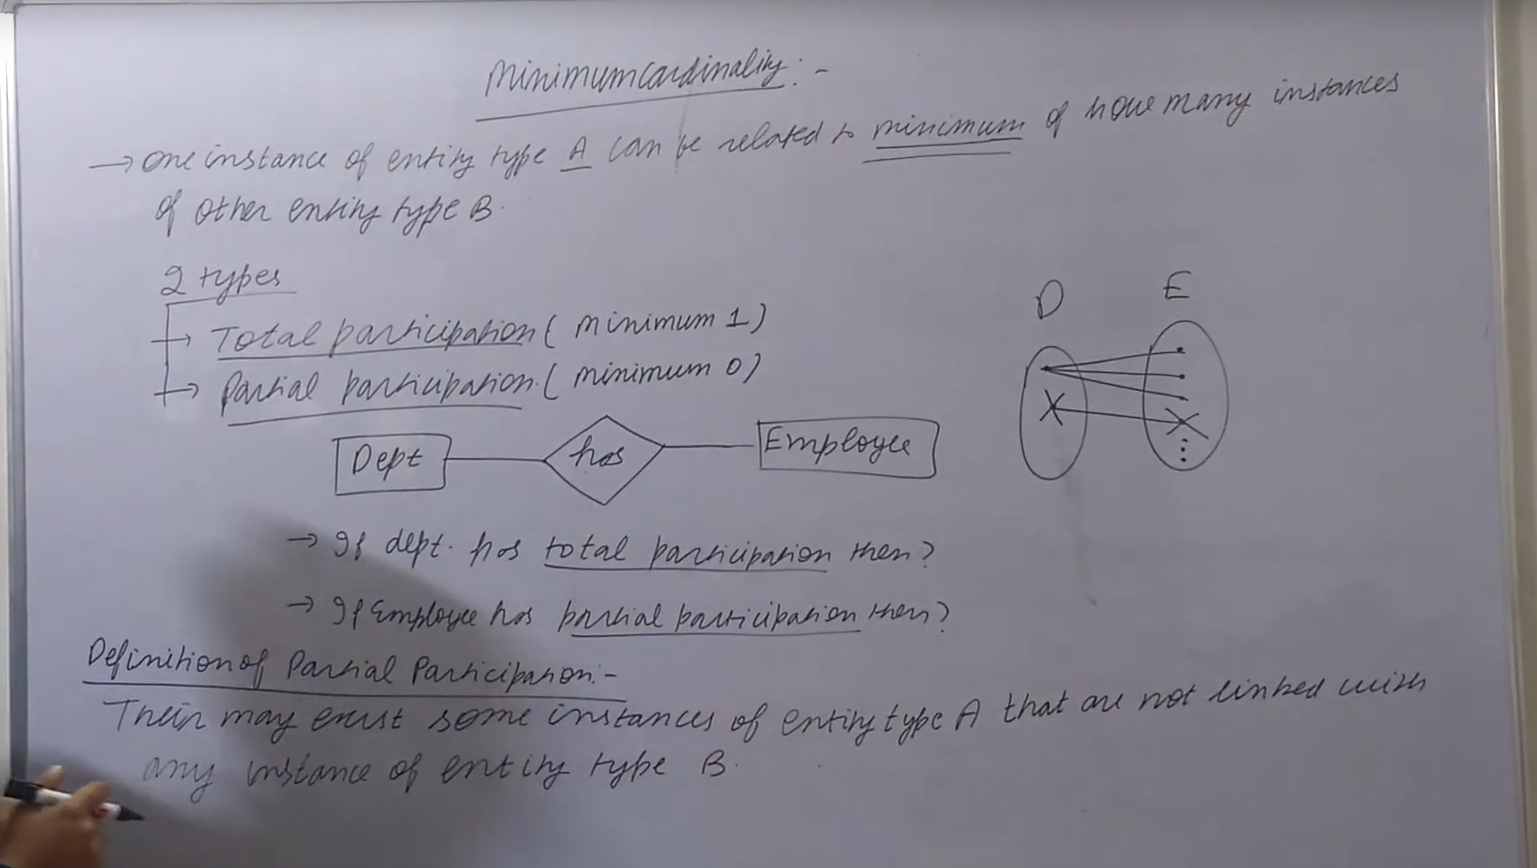 Minimum cardinality:-
→ One instance of entity type A can be related to minimum of how many instances
of other entity type B.
2 types
→ Total participation (minimum 1)
→ Partial participation (minimum 0)
D E
Dept has Employee
→ If dept. has total participation then?
→ If Employee has partial participation then?
Definition of Partial Participation:-
Their may exist some instances of entity type A that are not linked with
any instance of entity type B.